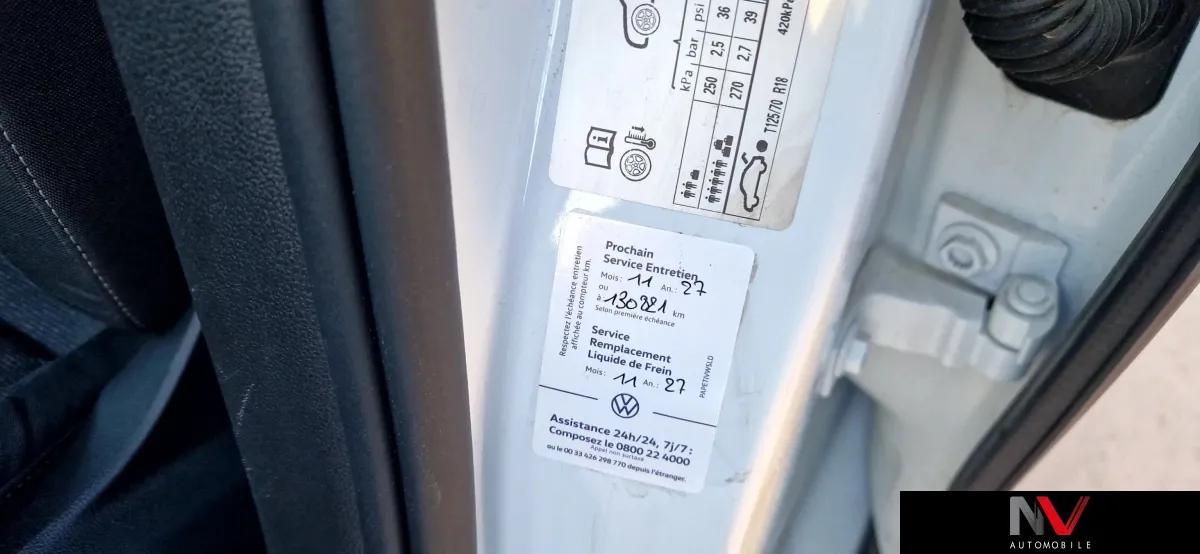 psi 36 39
bar 2,5 2,7
kPa 250 270
420kPa
T125/70 R18
Prochain
Service Entretien
Mois: 11 An.: 27
ou
à 130821 km
Selon première échéance
Respectez l'échéance entretien
affichée au compteur km.
Service
Remplacement
Liquide de Frein
Mois: 11 An.: 27
PAPETIVWSLD
Assistance 24h/24, 7j/7:
Composez le 0800 22 4000
Appel non surtaxé
ou le 00 33 426 298 770 depuis l'étranger.
NV
AUTOMOBILE